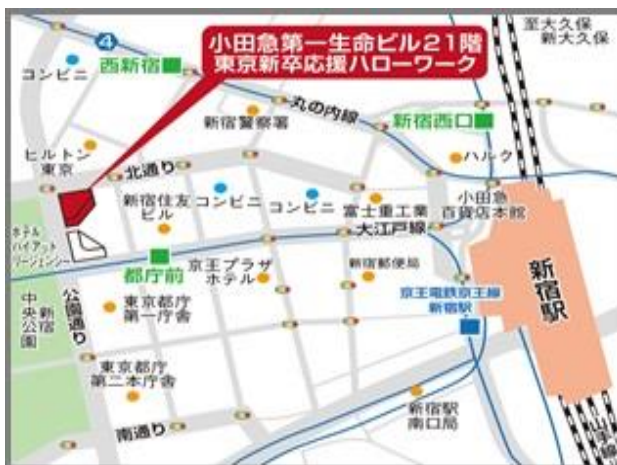 小田急第一生命ビル21階
東京新卒応援ハローワーク
至大久保
新大久保
4
コンビニ
西新宿
丸の内線
新宿警察署
新宿西口
ハルク
ヒルトン
東京
北通り
新宿住友
ビル
コンビニ
コンビニ
富士重工業
大江戸線
小田急
百貨店本館
ホテル
ハイアット
リージェンシー
都庁前
京王プラザ
ホテル
新宿郵便局
京王電鉄京王線
新宿駅
新宿駅
新宿
中央公園
公園通り
東京都庁
第一庁舎
東京都庁
第二本庁舎
南通り
新宿駅
南口局
山手線